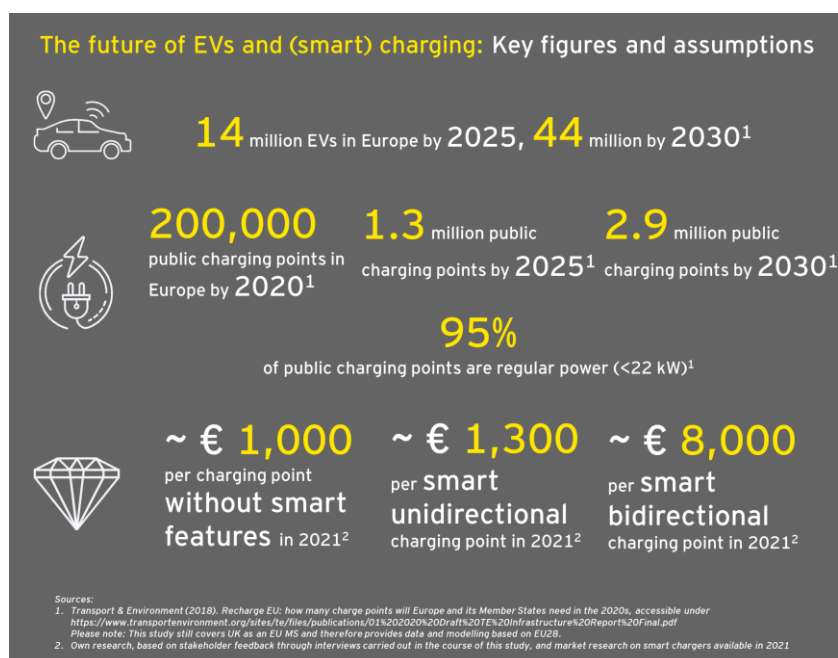 The future of EVs and (smart) charging: Key figures and assumptions
14 million EVs in Europe by 2025, 44 million by 2030¹
200,000
public charging points in
Europe by 2020¹
1.3 million public
charging points by 2025¹
2.9 million public
charging points by 2030¹
95%
of public charging points are regular power (<22 kW)¹
~ € 1,000
per charging point
without smart
features in 2021²
~ € 1,300
per smart
unidirectional
charging point in 2021²
~ € 8,000
per smart
bidirectional
charging point in 2021²
Sources:
1. Transport & Environment (2018). Recharge EU: how many charge points will Europe and its Member States need in the 2020s, accessible under
https://www.transportenvironment.org/sites/te/files/publications/01%202020%20Draft%20TE%20Infrastructure%20Report%20Final.pdf
Please note: This study still covers UK as an EU MS and therefore provides data and modelling based on EU28.
2. Own research, based on stakeholder feedback through interviews carried out in the course of this study, and market research on smart chargers available in 2021